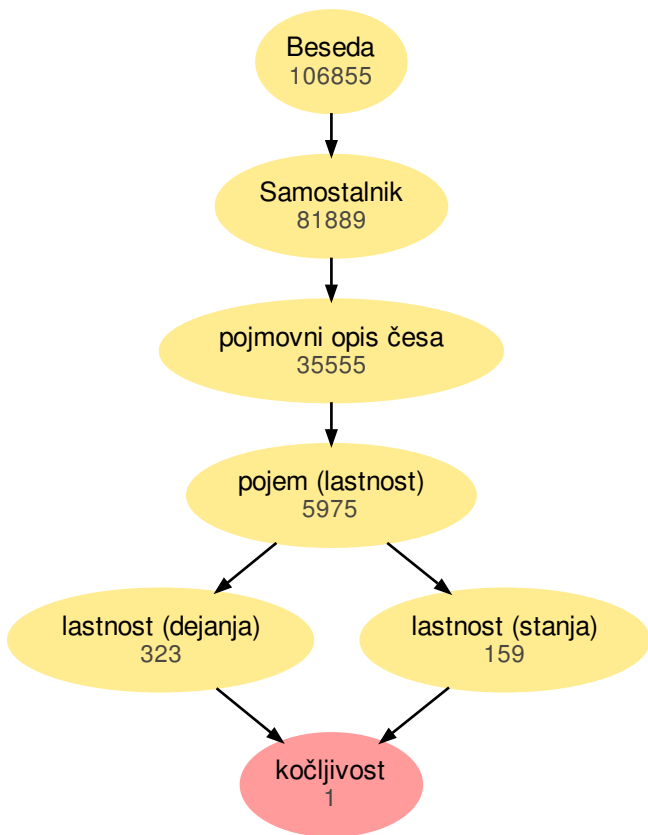 Beseda
106855
Samostalnik
81889
pojmovni opis česa
35555
pojem (lastnost)
5975
lastnost (dejanja)
323
lastnost (stanja)
159
kočljivost
1